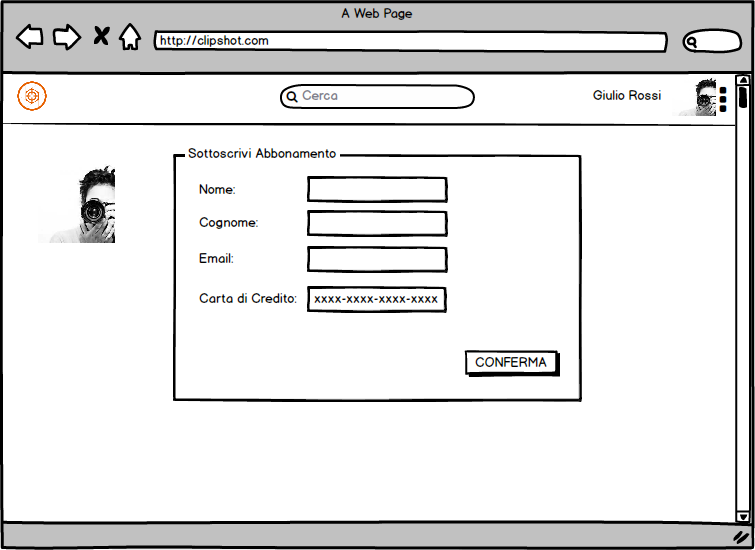 A Web Page
http://clipshot.com
Cerca
Giulio Rossi
Sottoscrivi Abbonamento
Nome:
Cognome:
Email:
Carta di Credito: xxxx-xxxx-xxxx-xxxx
CONFERMA